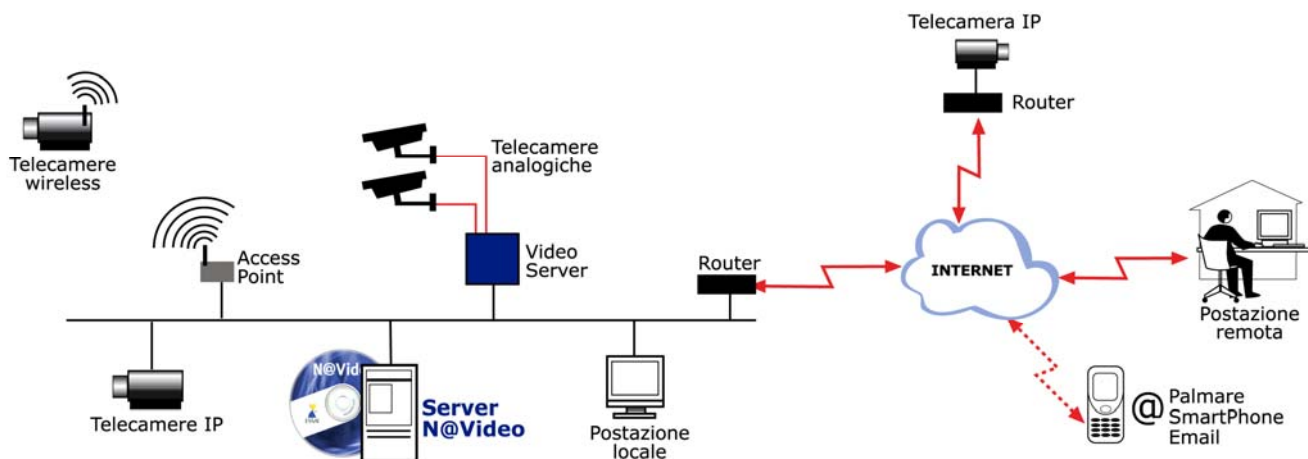 Telecamera IP
Router
Telecamere
wireless
Telecamere
analogiche
Access
Point
Video
Server
Router
INTERNET
Postazione
remota
Telecamere IP
N@Vide
Server
N@Video
Postazione
locale
@ Palmare
SmartPhone
Email